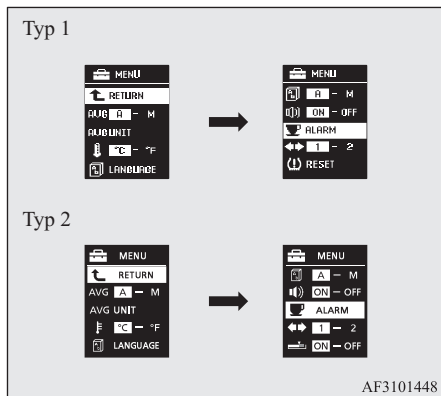 Typ 1
MENU
RETURN
AVG A - M
AVG UNIT
°C - °F
LANGUAGE
MENU
A - M
ON - OFF
ALARM
1 - 2
RESET
Typ 2
MENU
RETURN
AVG A - M
AVG UNIT
°C - °F
LANGUAGE
MENU
A - M
ON - OFF
ALARM
1 - 2
ON - OFF
AF3101448